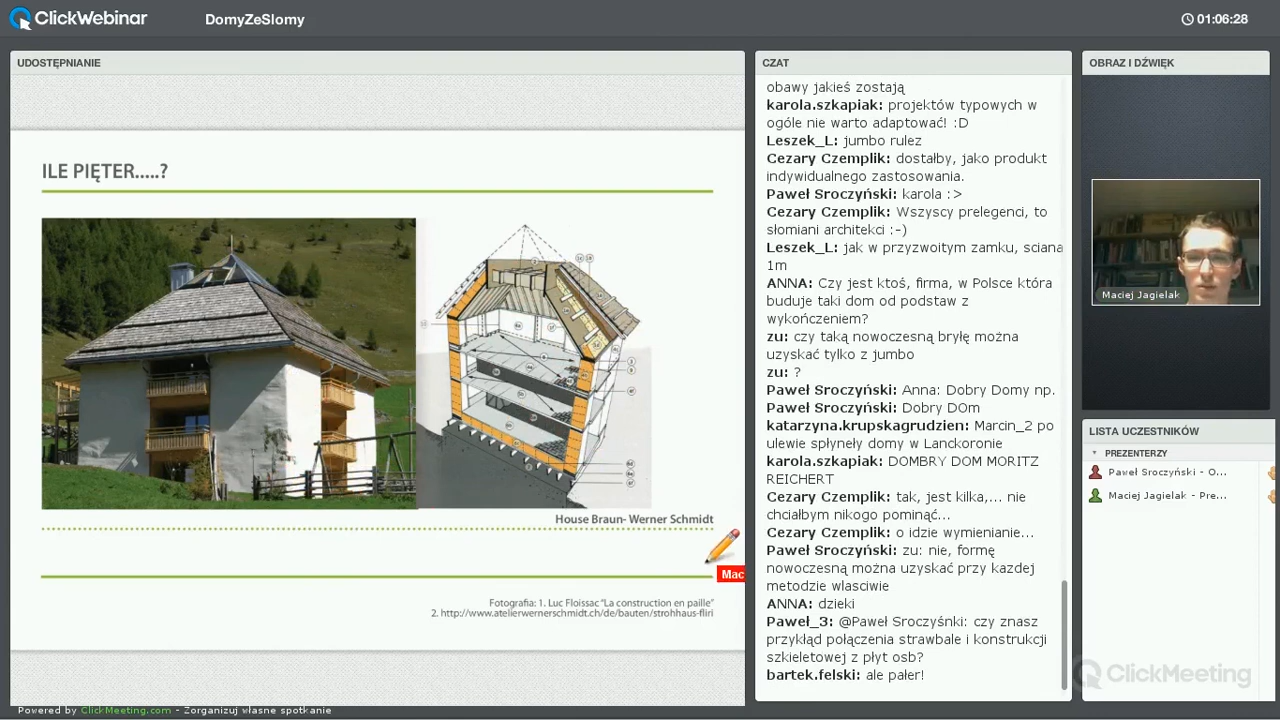 ClickWebinar
DomyZeSlomy
01:06:28
UDOSTĘPNIANIE
ILE PIĘTER.....?
House Braun- Werner Schmidt
Mac
Fotografia: 1. Luc Floissac "La construction en paille"
2. http://www.atelierwernerschmidt.ch/de/bauten/strohhaus-fliri
CZAT
obawy jakieś zostają
karola.szkapiak: projektów typowych w
ogóle nie warto adaptować! :D
Leszek_L: jumbo rulez
Cezary Czemplik: dostałby, jako produkt
indywidualnego zastosowania.
Paweł Sroczyński: karola :>
Cezary Czemplik: Wszyscy prelegenci, to
słomiani architekci :-)
Leszek_L: jak w przyzwoitym zamku, sciana
1m
ANNA: Czy jest ktoś, firma, w Polsce która
buduje taki dom od podstaw z
wykończeniem?
zu: czy taką nowoczesną bryłę można
uzyskać tylko z jumbo
zu: ?
Paweł Sroczyński: Anna: Dobry Domy np.
Paweł Sroczyński: Dobry DOm
katarzyna.krupskagrudzien: Marcin_2 po
ulewie spłyneły domy w Lanckoronie
karola.szkapiak: DOMBRY DOM MORITZ
REICHERT
Cezary Czemplik: tak, jest kilka,... nie
chciałbym nikogo pominąć...
Cezary Czemplik: o idzie wymienianie...
Paweł Sroczyński: zu: nie, formę
nowoczesną można uzyskać przy kazdej
metodzie wlasciwie
ANNA: dzieki
Paweł_3: @Paweł Sroczyśnki: czy znasz
przykłąd połączenia strawbale i konstrukcji
szkieletowej z płyt osb?
bartek.felski: ale pałer!
OBRAZ I DŹWIĘK
Maciej Jagielak
LISTA UCZESTNIKÓW
PREZENTERZY
Paweł Sroczyński - O...
Maciej Jagielak - Pre...
ClickMeeting
Powered by ClickMeeting.com - Zorganizuj własne spotkanie